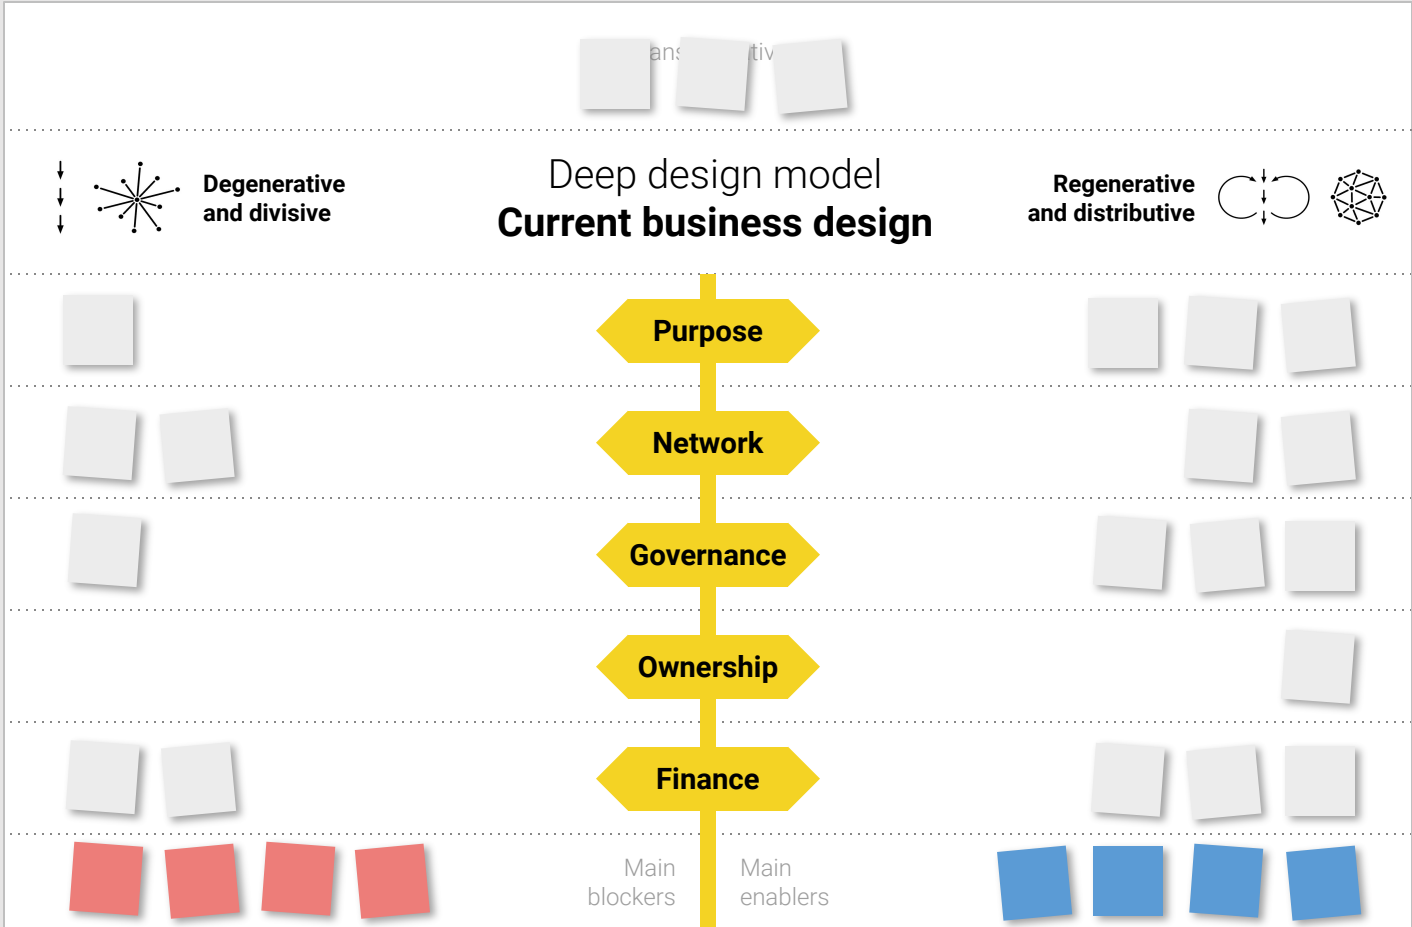 Deep design model
Current business design
Degenerative
and divisive
Regenerative
and distributive
Purpose
Network
Governance
Ownership
Finance
Main
blockers
Main
enablers